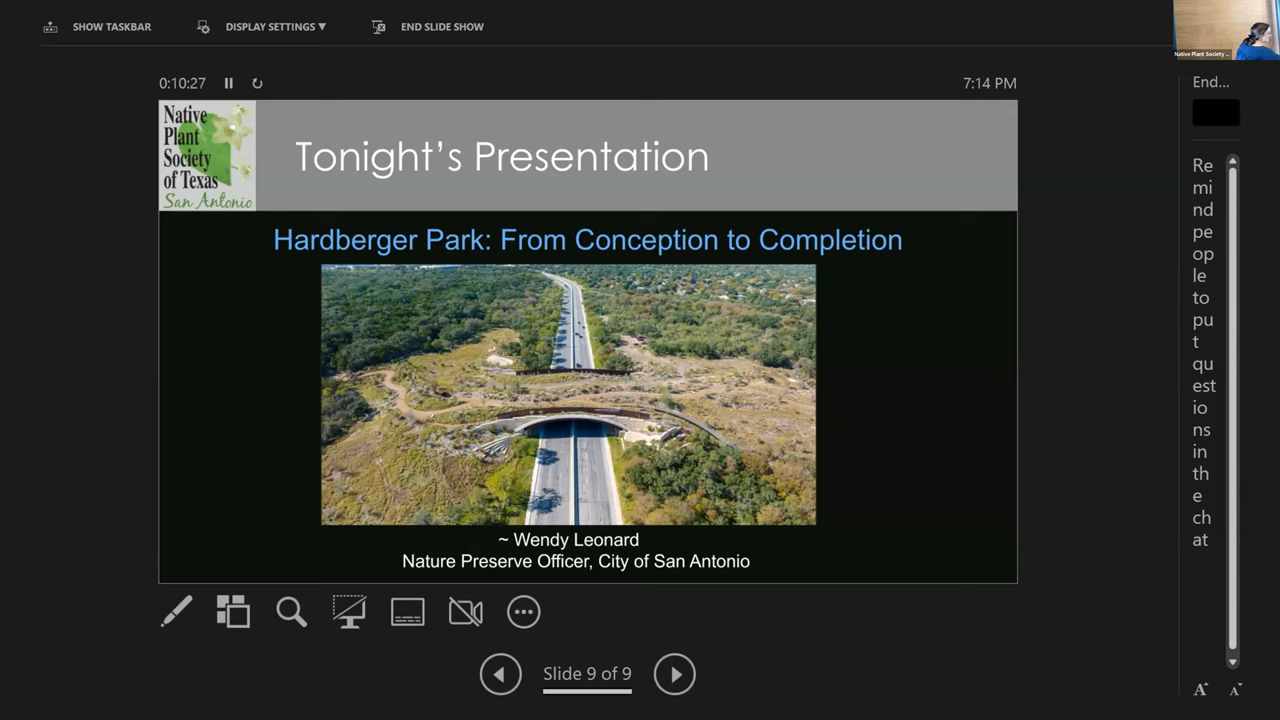 SHOW TASKBAR
DISPLAY SETTINGS ▼
END SLIDE SHOW
Native Plant Society ...
0:10:27
7:14 PM
End...
Native
Plant
Society
of Texas
San Antonio
Tonight's Presentation
Hardberger Park: From Conception to Completion
~ Wendy Leonard
Nature Preserve Officer, City of San Antonio
Re
mi
nd
pe
op
le
to
pu
t
qu
est
io
ns
in
th
e
ch
at
Slide 9 of 9
A A